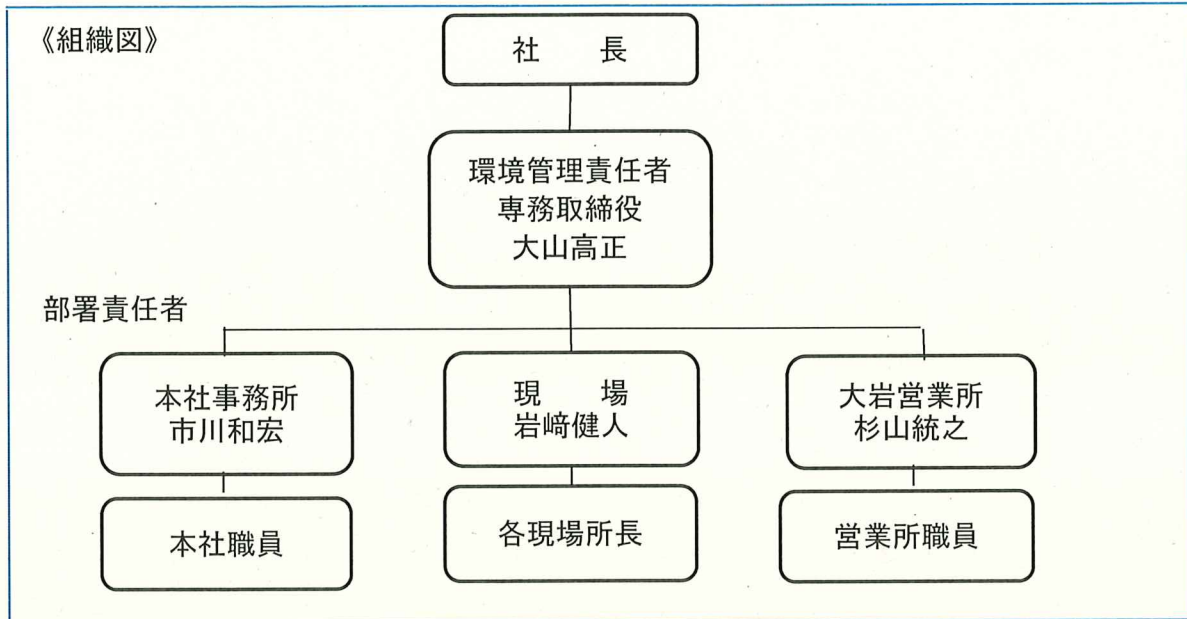 《組織図》
社　　長
環境管理責任者
専務取締役
大山高正
部署責任者
本社事務所
市川和宏
現　　場
岩﨑健人
大岩営業所
杉山統之
本社職員
各現場所長
営業所職員